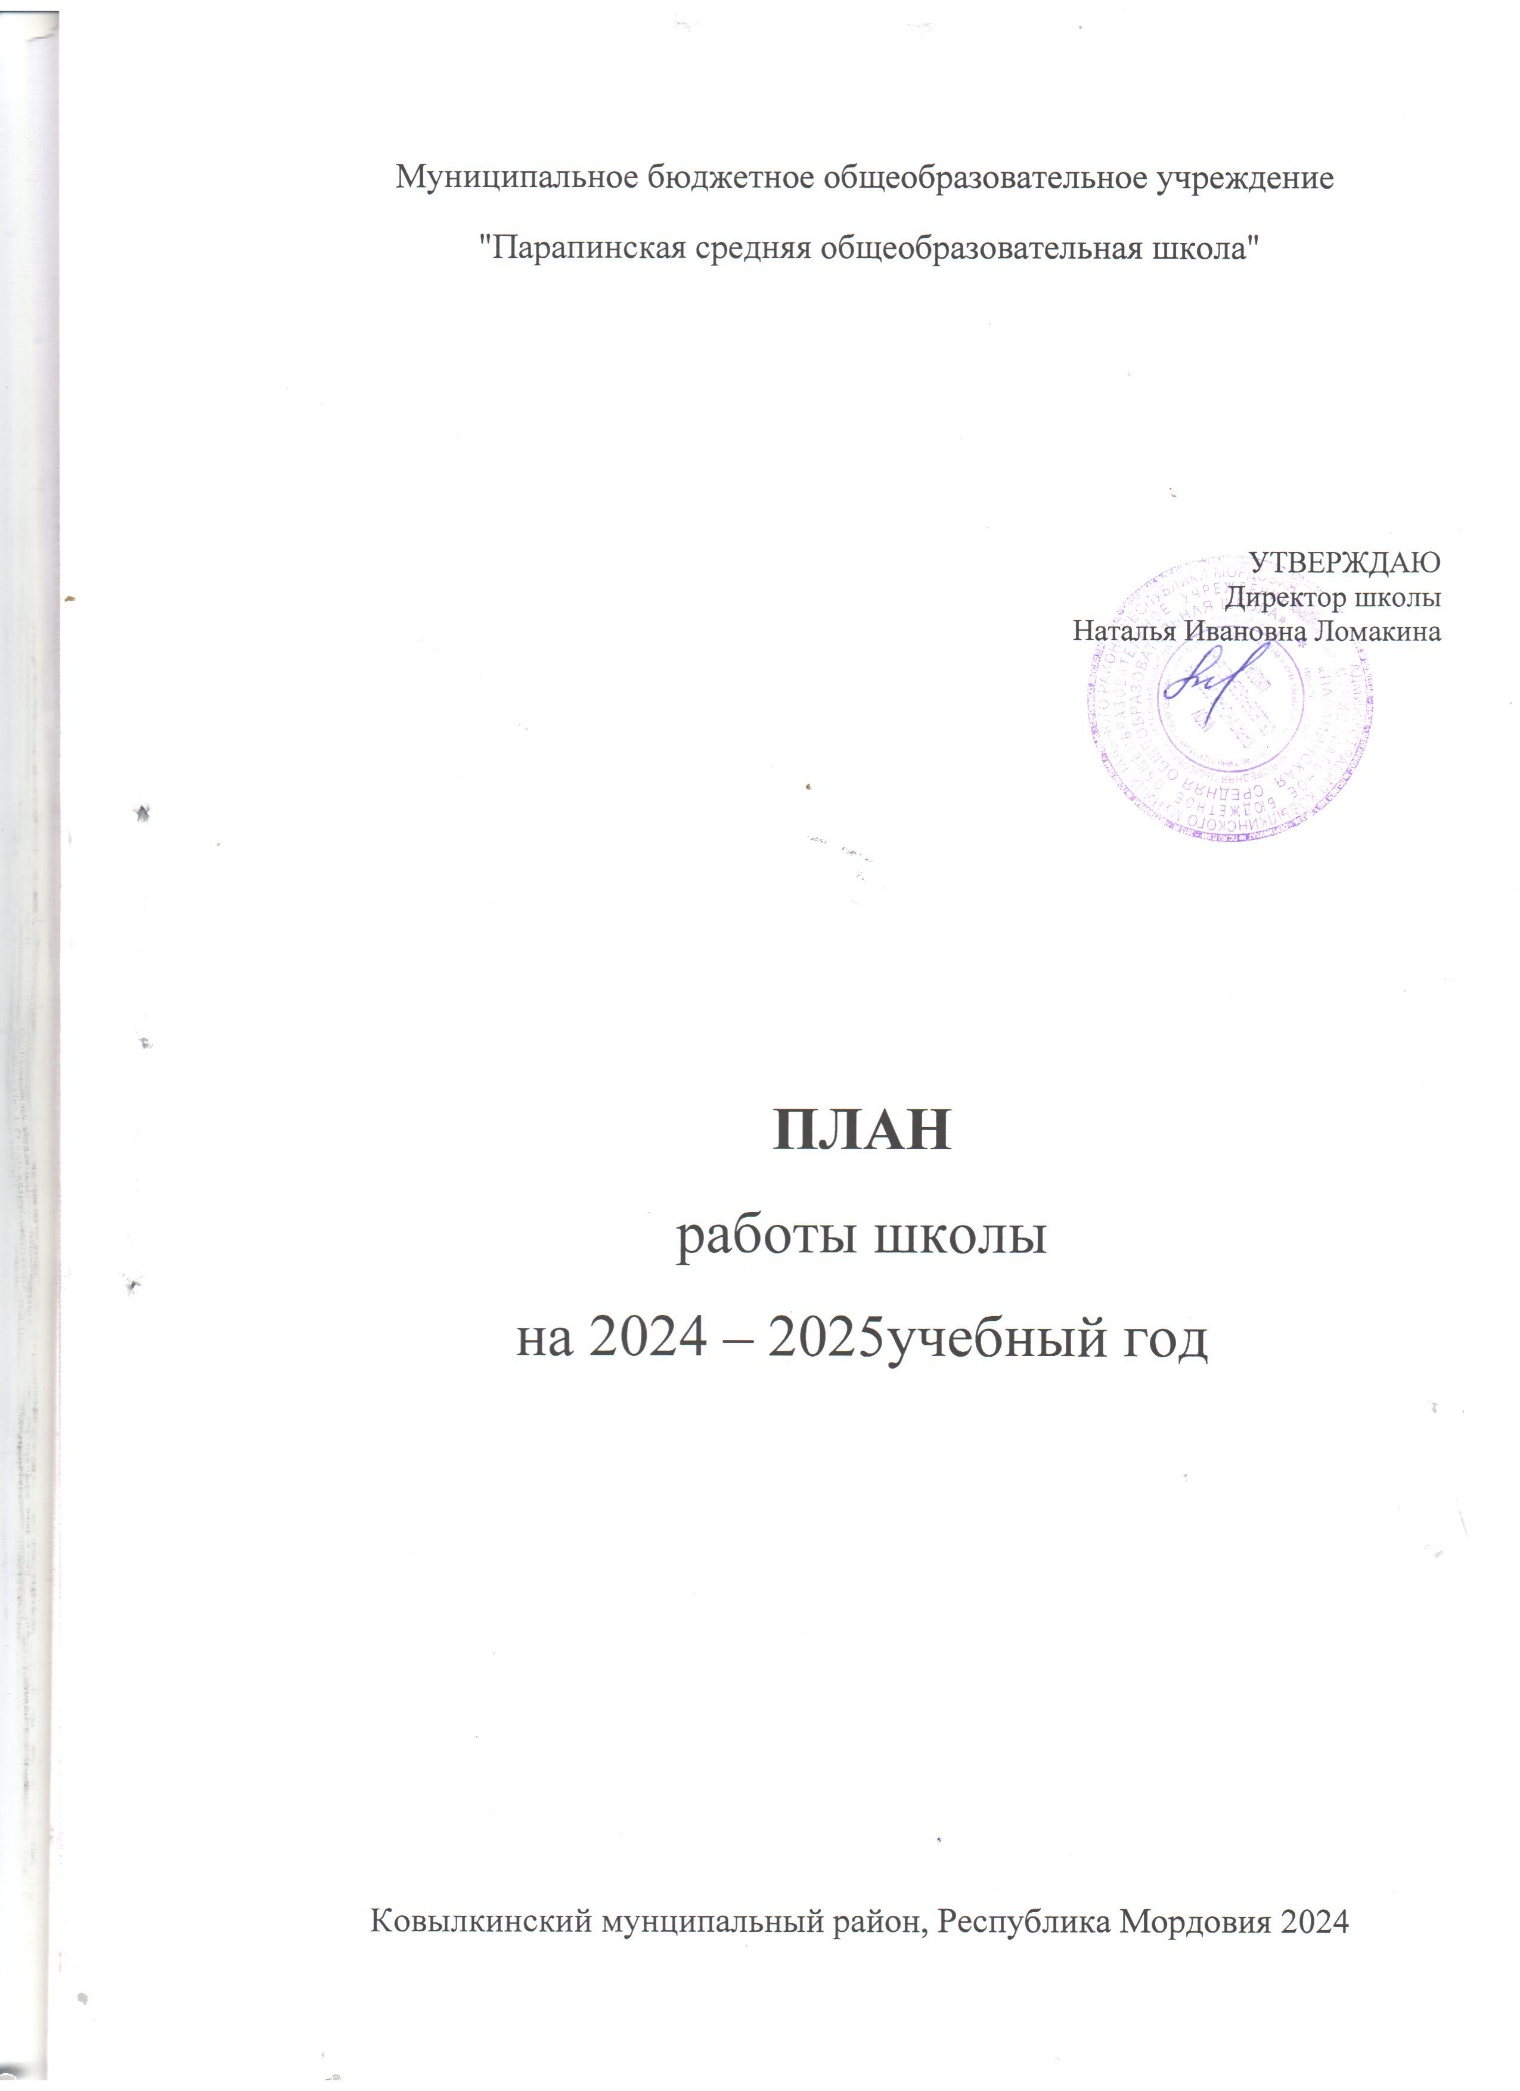 Муниципальное бюджетное общеобразовательное учреждение
"Парапинская средняя общеобразовательная школа"
УТВЕРЖДАЮ
Директор школы
Наталья Ивановна Ломакина
ПЛАН
работы школы
на 2024 – 2025учебный год
Ковылкинский мунципальный район, Республика Мордовия 2024